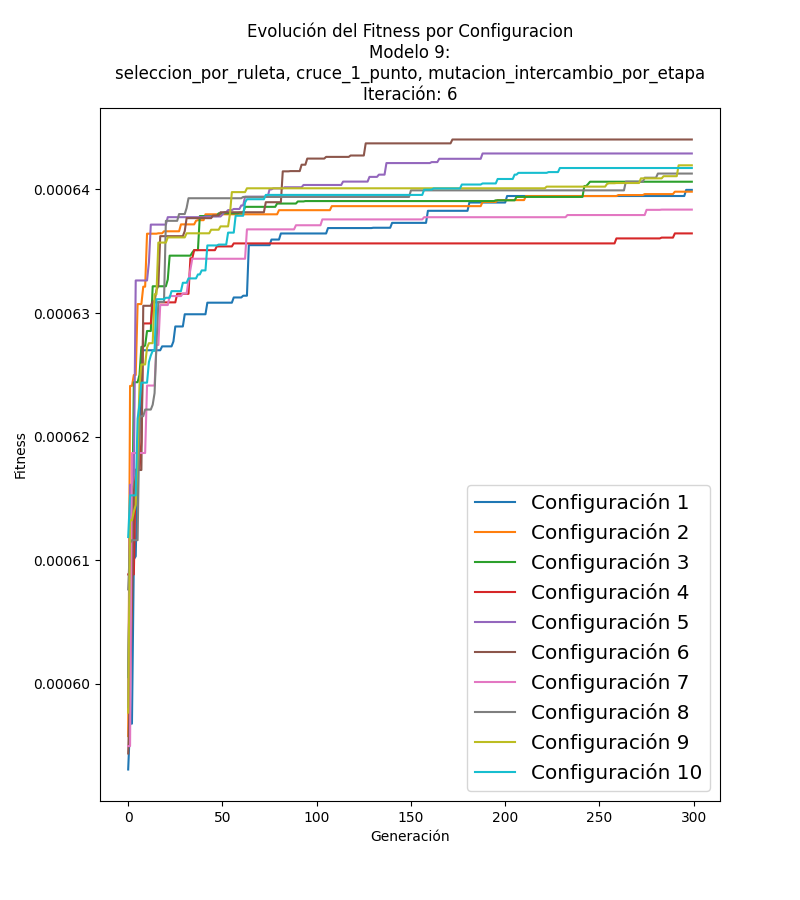 Evolución del Fitness por Configuracion
Modelo 9:
seleccion_por_ruleta, cruce_1_punto, mutacion_intercambio_por_etapa
Iteración: 6
Fitness
0.00064
0.00063
0.00062
0.00061
0.00060
Configuración 1
Configuración 2
Configuración 3
Configuración 4
Configuración 5
Configuración 6
Configuración 7
Configuración 8
Configuración 9
Configuración 10
0 50 100 150 200 250 300
Generación